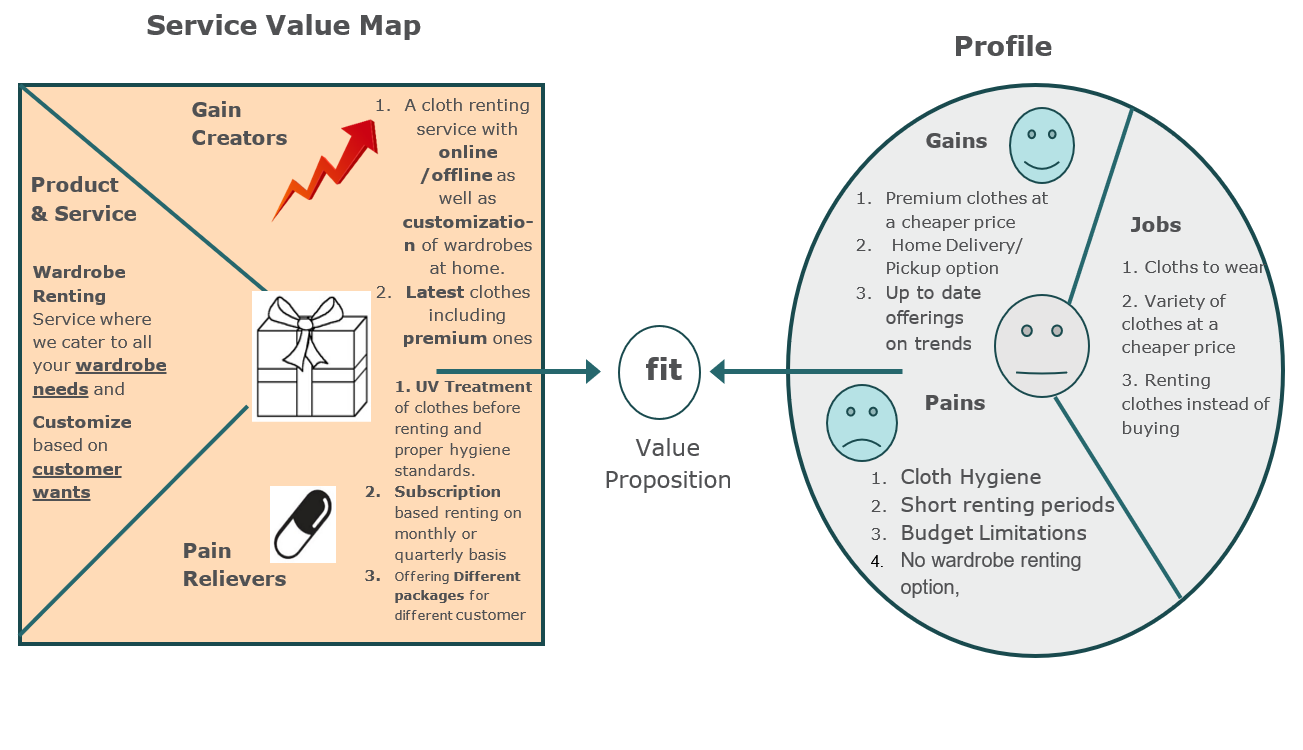 Service Value Map
Gain
Creators
1. A cloth renting
service with
online
/offline as
well as
customizatio-
n of wardrobes
at home.
2. Latest clothes
including
premium ones
Product
& Service
Wardrobe
Renting
Service where
we cater to all
your wardrobe
needs and
Customize
based on
customer
wants
Pain
Relievers
1. UV Treatment
of clothes before
renting and
proper hygiene
standards.
2. Subscription
based renting on
monthly or
quarterly basis
3. Offering Different
packages for
different customer
fit
Value
Proposition
Profile
Gains
1. Premium clothes at
a cheaper price
2. Home Delivery/
Pickup option
3. Up to date
offerings
on trends
Pains
1. Cloth Hygiene
2. Short renting periods
3. Budget Limitations
4. No wardrobe renting
option,
Jobs
1. Cloths to wear
2. Variety of
clothes at a
cheaper price
3. Renting
clothes instead of
buying